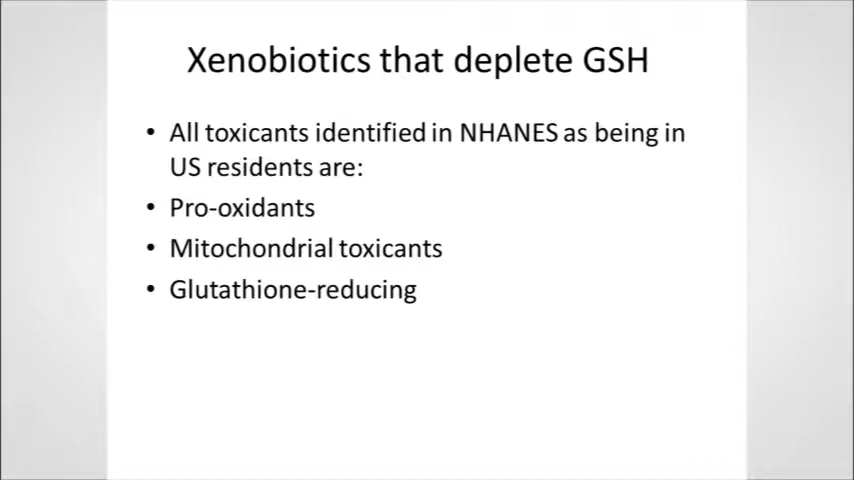 Xenobiotics that deplete GSH
• All toxicants identified in NHANES as being in
US residents are:
• Pro-oxidants
• Mitochondrial toxicants
• Glutathione-reducing